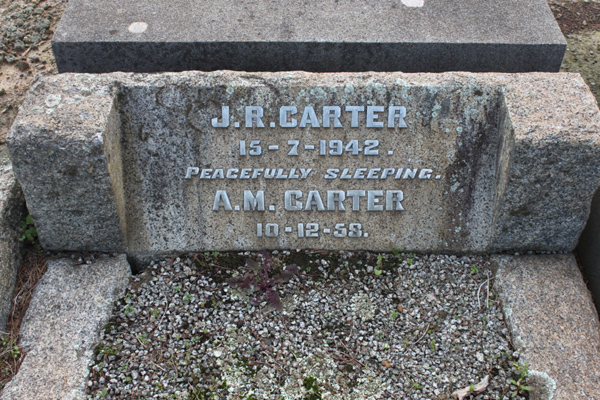 J.R.CARTER
15-7-1942.
PEACEFULLY SLEEPING.
A.M. CARTER
10-12-58.